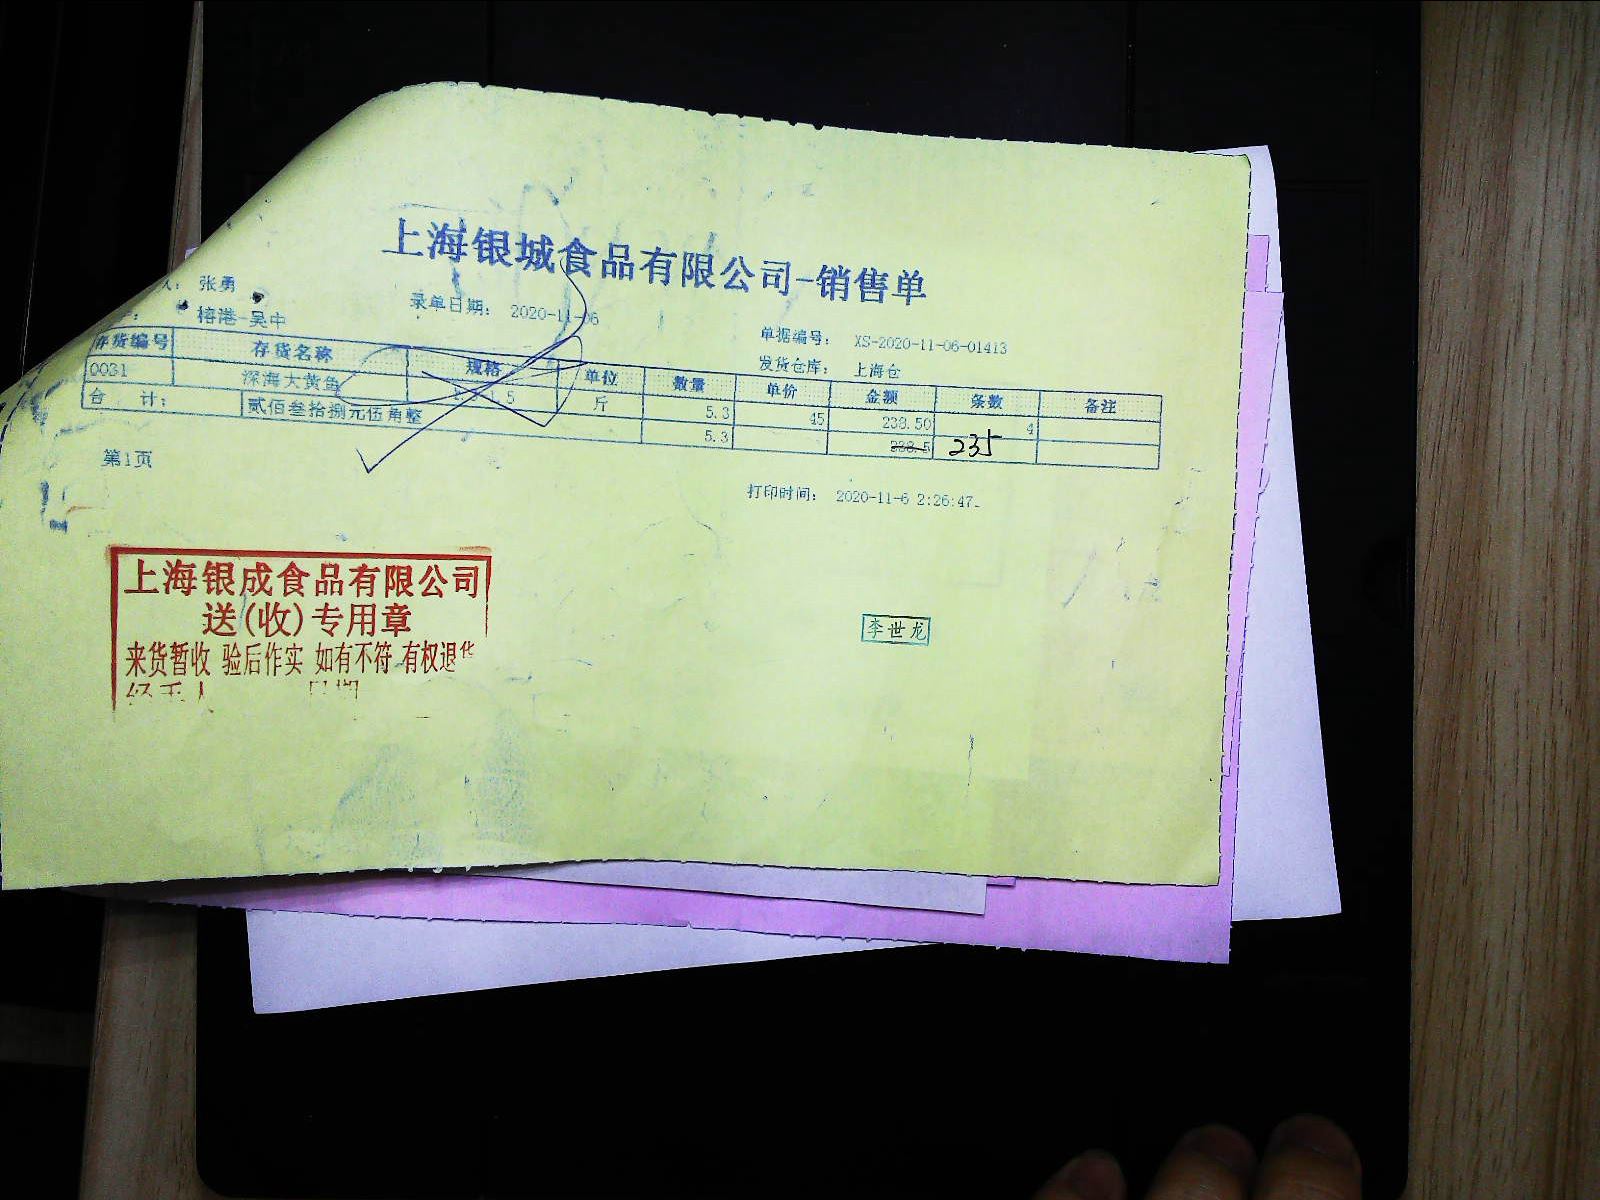 上海银城食品有限公司-销售单
张勇
录单日期： 2020-11-06
单据编号： XS-2020-11-06-01413
榕港-吴中
发货仓库： 上海仓
存货编号 存货名称 规格 单位 数量 单价 金额 条数 备注
0031 深海大黄鱼 斤 5.3 45 238.50 4
合 计： 贰佰叁拾捌元伍角整 5.3 238.5 235
第1页
打印时间： 2020-11-6 2:26:47
上海银成食品有限公司
送(收)专用章
来货暂收 验后作实 如有不符 有权退货
李世龙